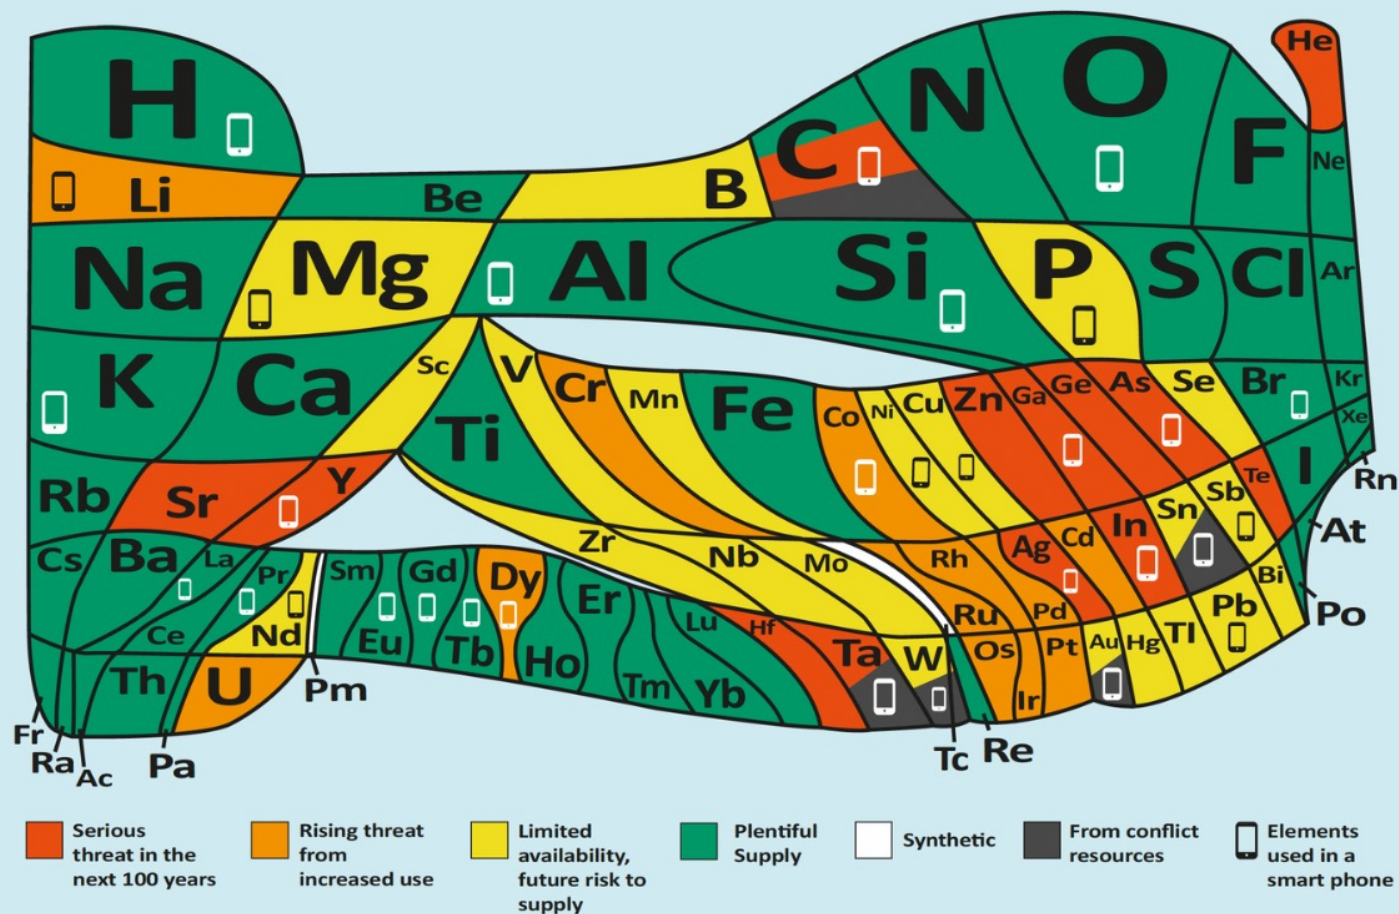 H
He
Li
Be
B
C
N
O
F
Ne
Na
Mg
Al
Si
P
S
Cl
Ar
K
Ca
Sc
Ti
V
Cr
Mn
Fe
Co
Ni
Cu
Zn
Ga
Ge
As
Se
Br
Kr
Rb
Sr
Y
Zr
Nb
Mo
Tc
Ru
Rh
Pd
Ag
Cd
In
Sn
Sb
Te
I
Xe
Cs
Ba
La
Ce
Pr
Nd
Pm
Sm
Eu
Gd
Tb
Dy
Ho
Er
Tm
Yb
Lu
Hf
Ta
W
Re
Os
Ir
Pt
Au
Hg
Tl
Pb
Bi
Po
At
Rn
Fr
Ra
Ac
Th
Pa
U
Serious
threat in the
next 100 years
Rising threat
from
increased use
Limited
availability,
future risk to
supply
Plentiful
Supply
Synthetic
From conflict
resources
Elements
used in a
smart phone